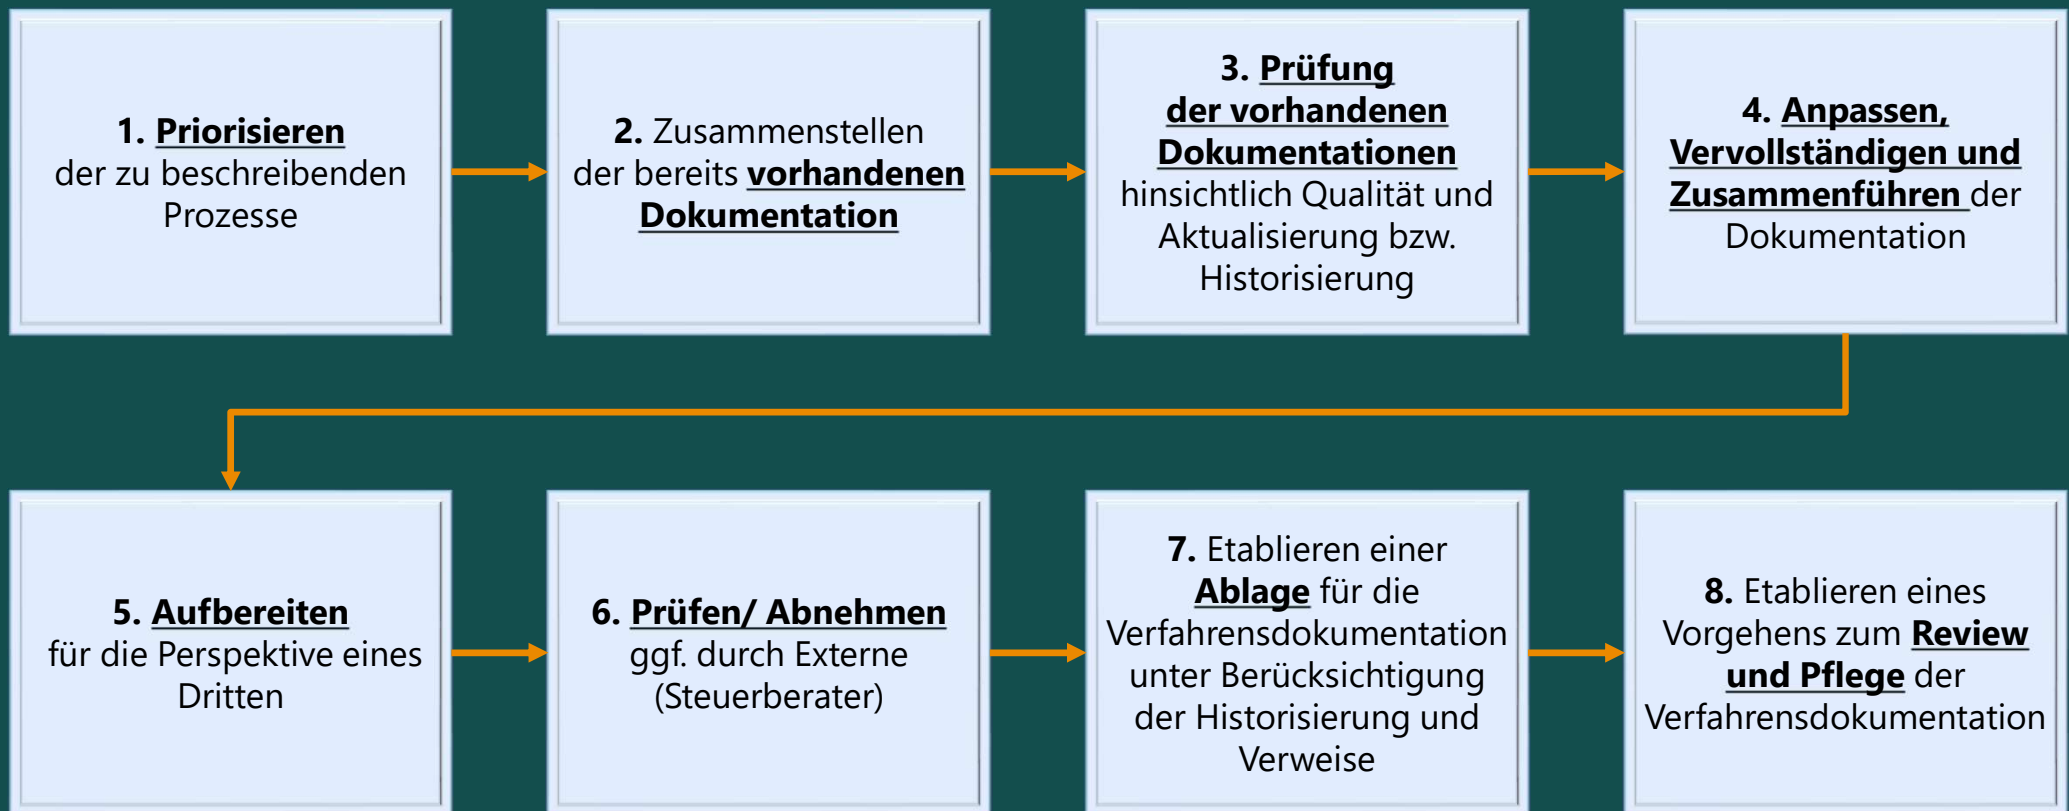 1. Priorisieren
der zu beschreibenden
Prozesse
2. Zusammenstellen
der bereits vorhandenen
Dokumentation
3. Prüfung
der vorhandenen
Dokumentationen
hinsichtlich Qualität und
Aktualisierung bzw.
Historisierung
4. Anpassen,
Vervollständigen und
Zusammenführen der
Dokumentation
5. Aufbereiten
für die Perspektive eines
Dritten
6. Prüfen/ Abnehmen
ggf. durch Externe
(Steuerberater)
7. Etablieren einer
Ablage für die
Verfahrensdokumentation
unter Berücksichtigung
der Historisierung und
Verweise
8. Etablieren eines
Vorgehens zum Review
und Pflege der
Verfahrensdokumentation